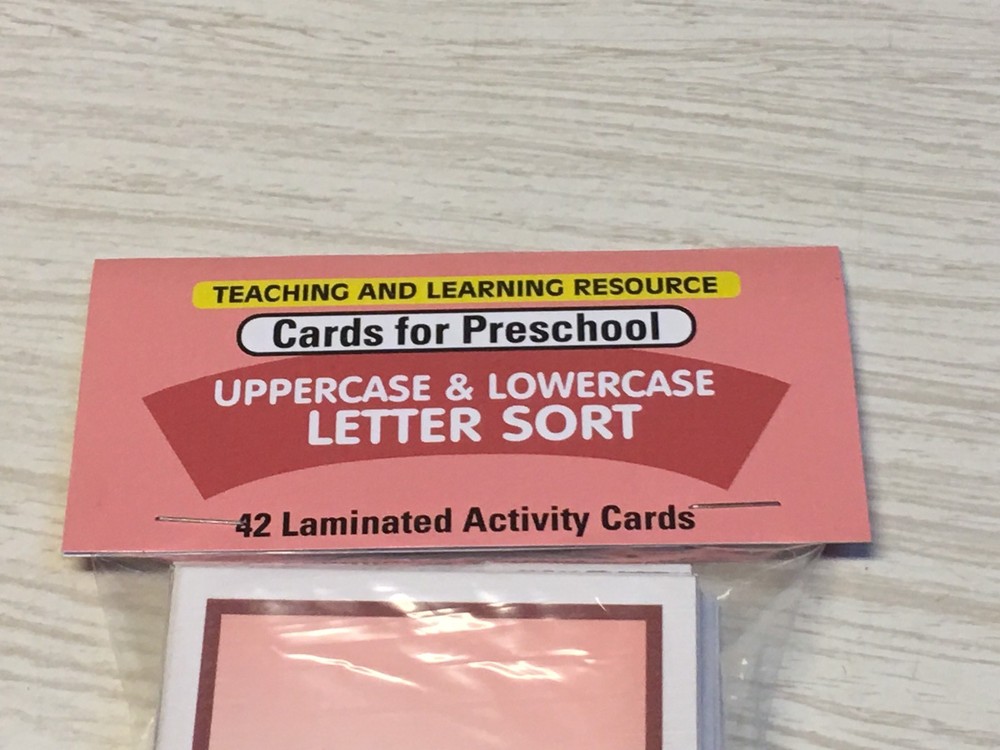 TEACHING AND LEARNING RESOURCE
Cards for Preschool
UPPERCASE & LOWERCASE
LETTER SORT
42 Laminated Activity Cards